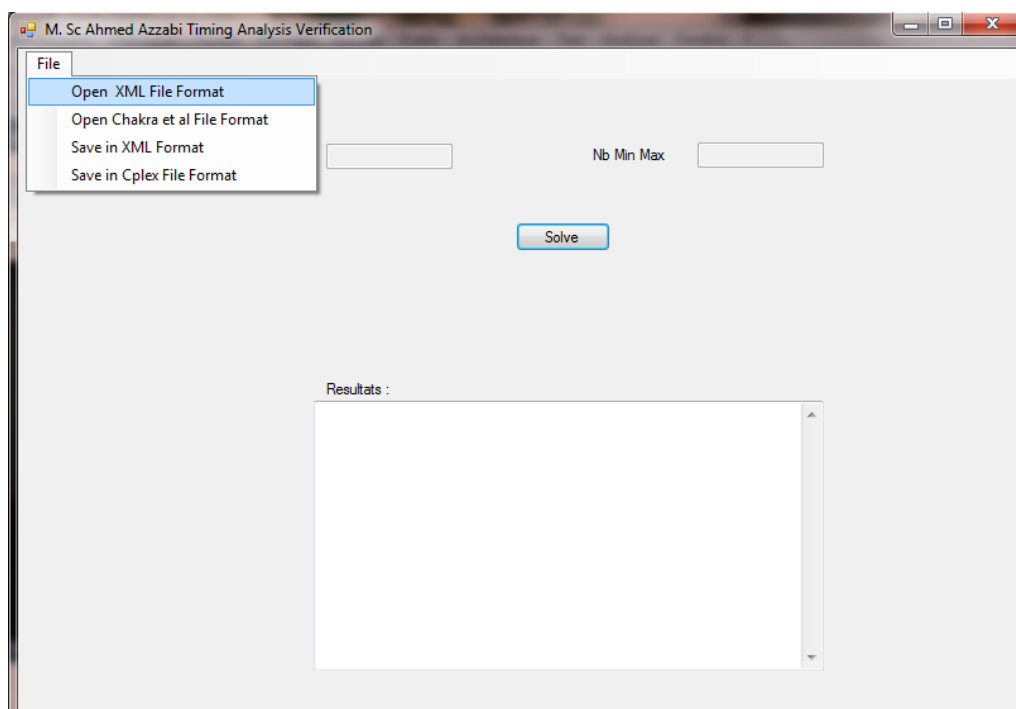 M. Sc Ahmed Azzabi Timing Analysis Verification
File
Open  XML File Format
Open Chakra et al File Format
Save in XML Format
Save in Cplex File Format
Nb Min Max
Solve
Resultats :